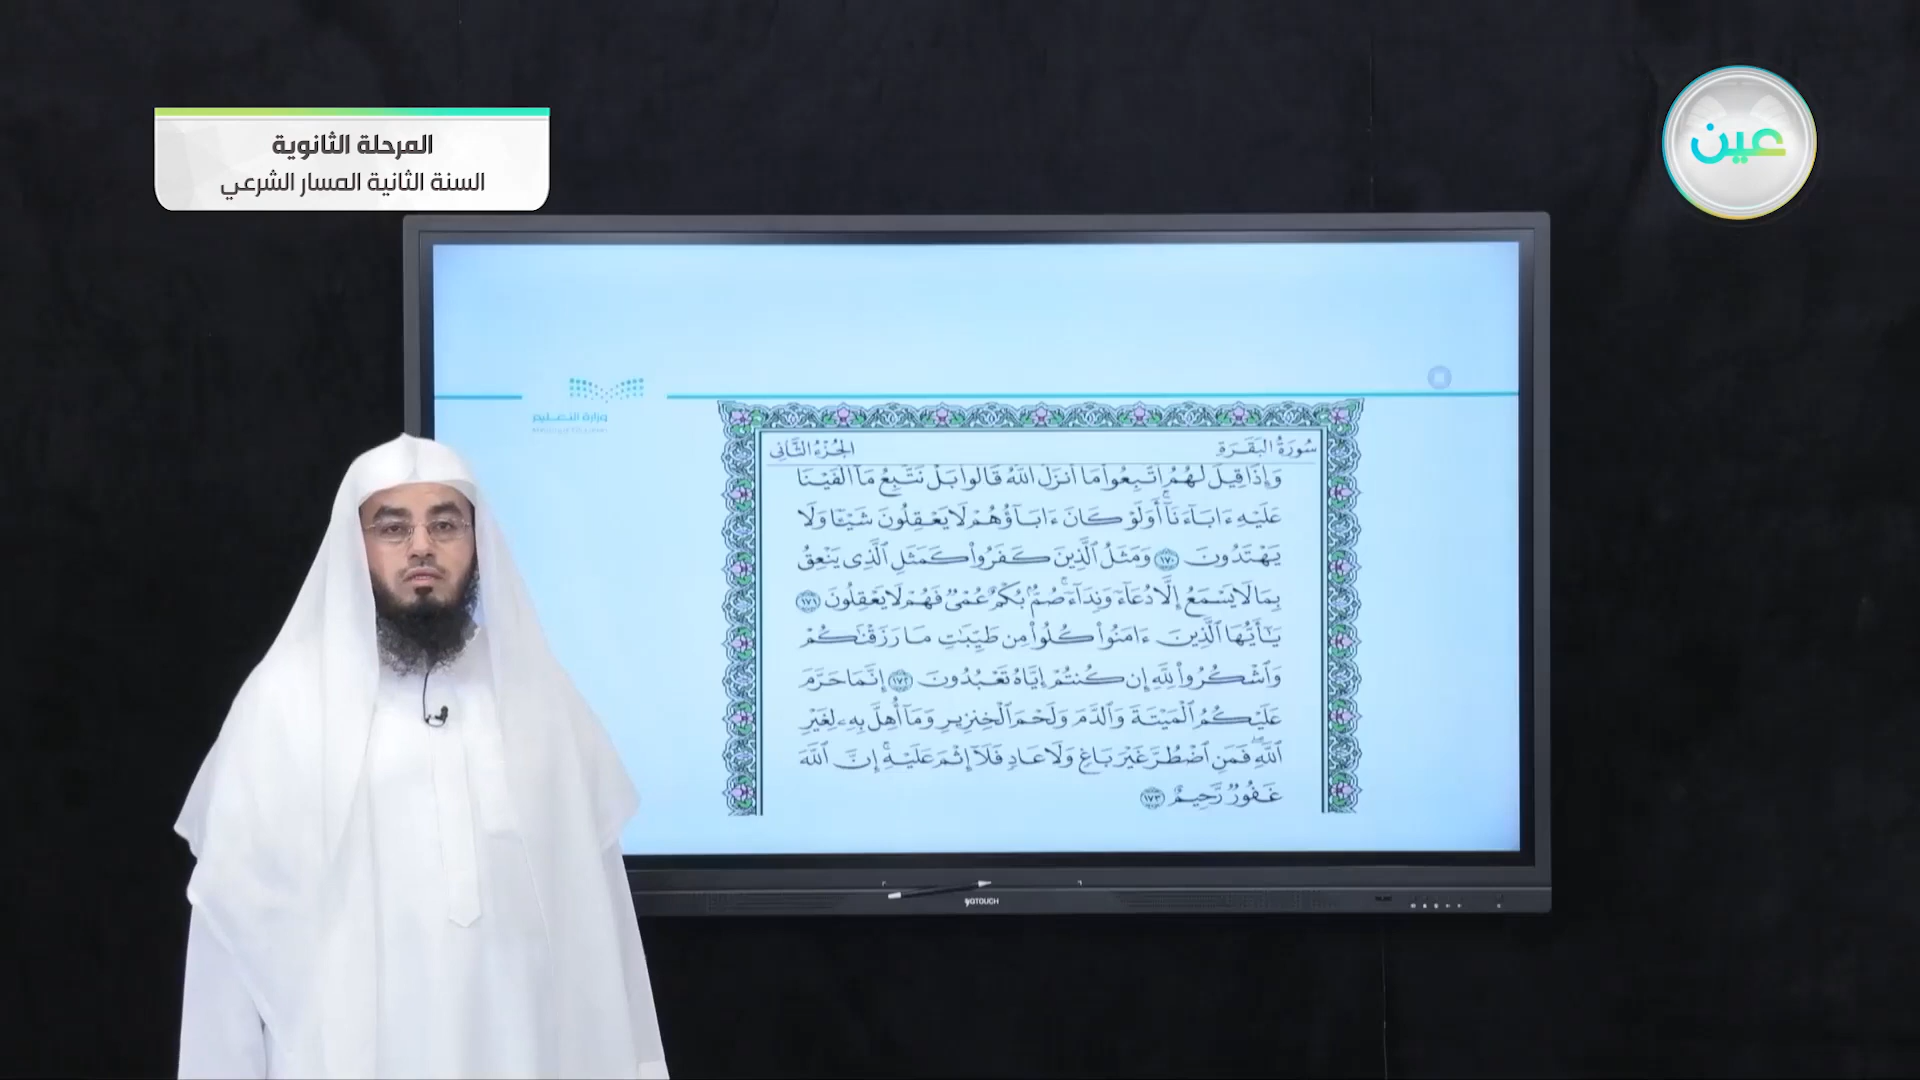 المرحلة الثانوية
السنة الثانية المسار الشرعي
عين
وزارة التعليم
سُورَةُ البَقَرَةِ
الجُزْءُ الثَّانِي
وَإِذَا قِيلَ لَهُمُ ٱتَّبِعُوا۟ مَآ أَنزَلَ ٱللَّهُ قَالُوا۟ بَلْ نَتَّبِعُ مَآ أَلْفَيْنَا
عَلَيْهِ ءَابَآءَنَآ ۚ أَوَلَوْ كَانَ ءَابَآؤُهُمْ لَا يَعْقِلُونَ شَيْـًٔا وَلَا
يَهْتَدُونَ ١٧٠ وَمَثَلُ ٱلَّذِينَ كَفَرُوا۟ كَمَثَلِ ٱلَّذِى يَنْعِقُ
بِمَا لَا يَسْمَعُ إِلَّا دُعَآءً وَنِدَآءً ۚ صُمٌّۢ بُكْمٌ عُمْىٌ فَهُمْ لَا يَعْقِلُونَ ١٧١
يَـٰٓأَيُّهَا ٱلَّذِينَ ءَامَنُوا۟ كُلُوا۟ مِن طَيِّبَـٰتِ مَا رَزَقْنَـٰكُمْ
وَٱشْكُرُوا۟ لِلَّهِ إِن كُنتُمْ إِيَّاهُ تَعْبُدُونَ ١٧٢ إِنَّمَا حَرَّمَ
عَلَيْكُمُ ٱلْمَيْتَةَ وَٱلدَّمَ وَلَحْمَ ٱلْخِنزِيرِ وَمَآ أُهِلَّ بِهِۦ لِغَيْرِ
ٱللَّهِ ۖ فَمَنِ ٱضْطُرَّ غَيْرَ بَاغٍ وَلَا عَادٍ فَلَآ إِثْمَ عَلَيْهِ ۚ إِنَّ ٱللَّهَ
غَفُورٌ رَّحِيمٌ ١٧٣